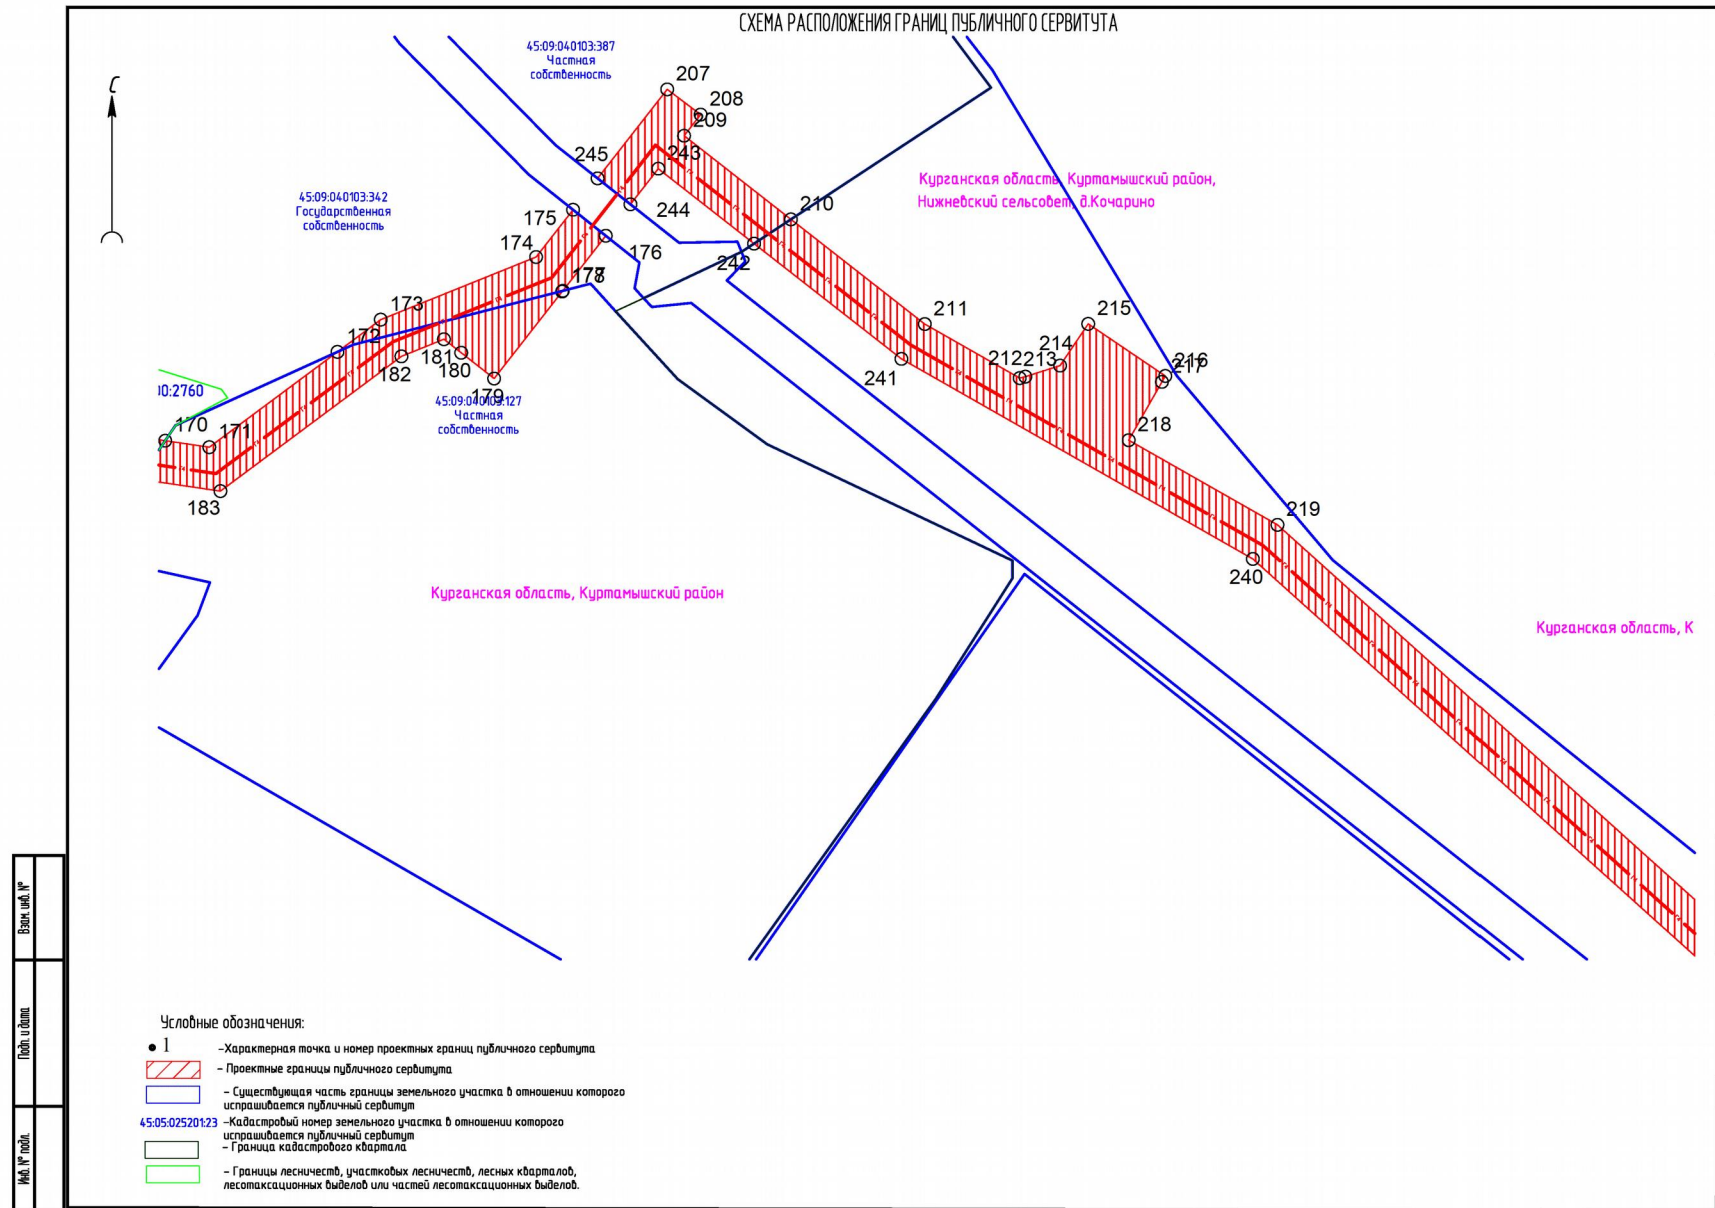 СХЕМА РАСПОЛОЖЕНИЯ ГРАНИЦ ПУБЛИЧНОГО СЕРВИТУТА
45:09:040103:387
Частная
собственность
С
207
208
209
245
243
45:09:040103:342
Государственная
собственность
175
244
210
Курганская область, Куртамышский район,
Нижневский сельсовет, д.Кочарино
174
176
242
178
173
211
215
172
181
182
180
179
241
212
213
214
216
217
45:09:040103:127
Частная
собственность
00:2760
170
171
218
183
219
240
Курганская область, Куртамышский район
Курганская область, К
Условные обозначения:
1 -Характерная точка и номер проектных границ публичного сервитута
- Проектные границы публичного сервитута
- Существующая часть границы земельного участка в отношении которого
испрашивается публичный сервитут
45:05:025201:23 -Кадастровый номер земельного участка в отношении которого
испрашивается публичный сервитут
- Граница кадастрового квартала
- Границы лесничеств, участковых лесничеств, лесных кварталов,
лесотаксационных выделов или частей лесотаксационных выделов.
Взам. инв. №
Подп. и дата
Инв. № подл.